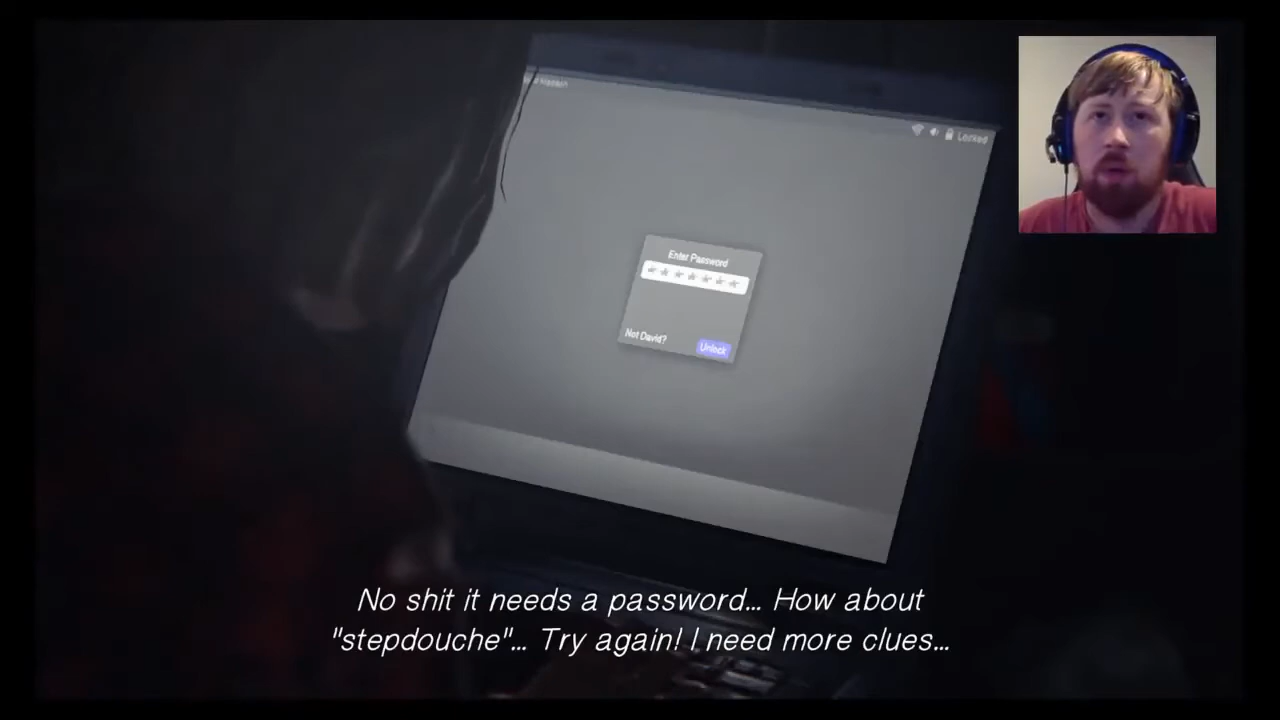 Locked
Enter Password
*******
Not David?
Unlock
No shit it needs a password... How about
"stepdouche"... Try again! I need more clues...